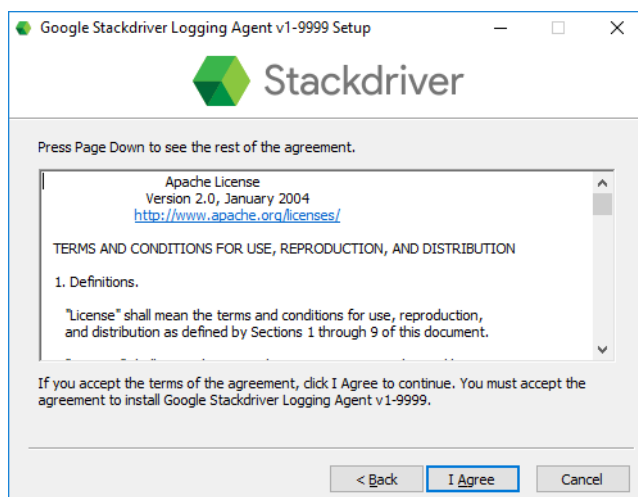 Google Stackdriver Logging Agent v1-9999 Setup
Stackdriver
Press Page Down to see the rest of the agreement.
Apache License
Version 2.0, January 2004
http://www.apache.org/licenses/
TERMS AND CONDITIONS FOR USE, REPRODUCTION, AND DISTRIBUTION
1. Definitions.
"License" shall mean the terms and conditions for use, reproduction,
and distribution as defined by Sections 1 through 9 of this document.
If you accept the terms of the agreement, click I Agree to continue. You must accept the
agreement to install Google Stackdriver Logging Agent v1-9999.
< Back I Agree Cancel